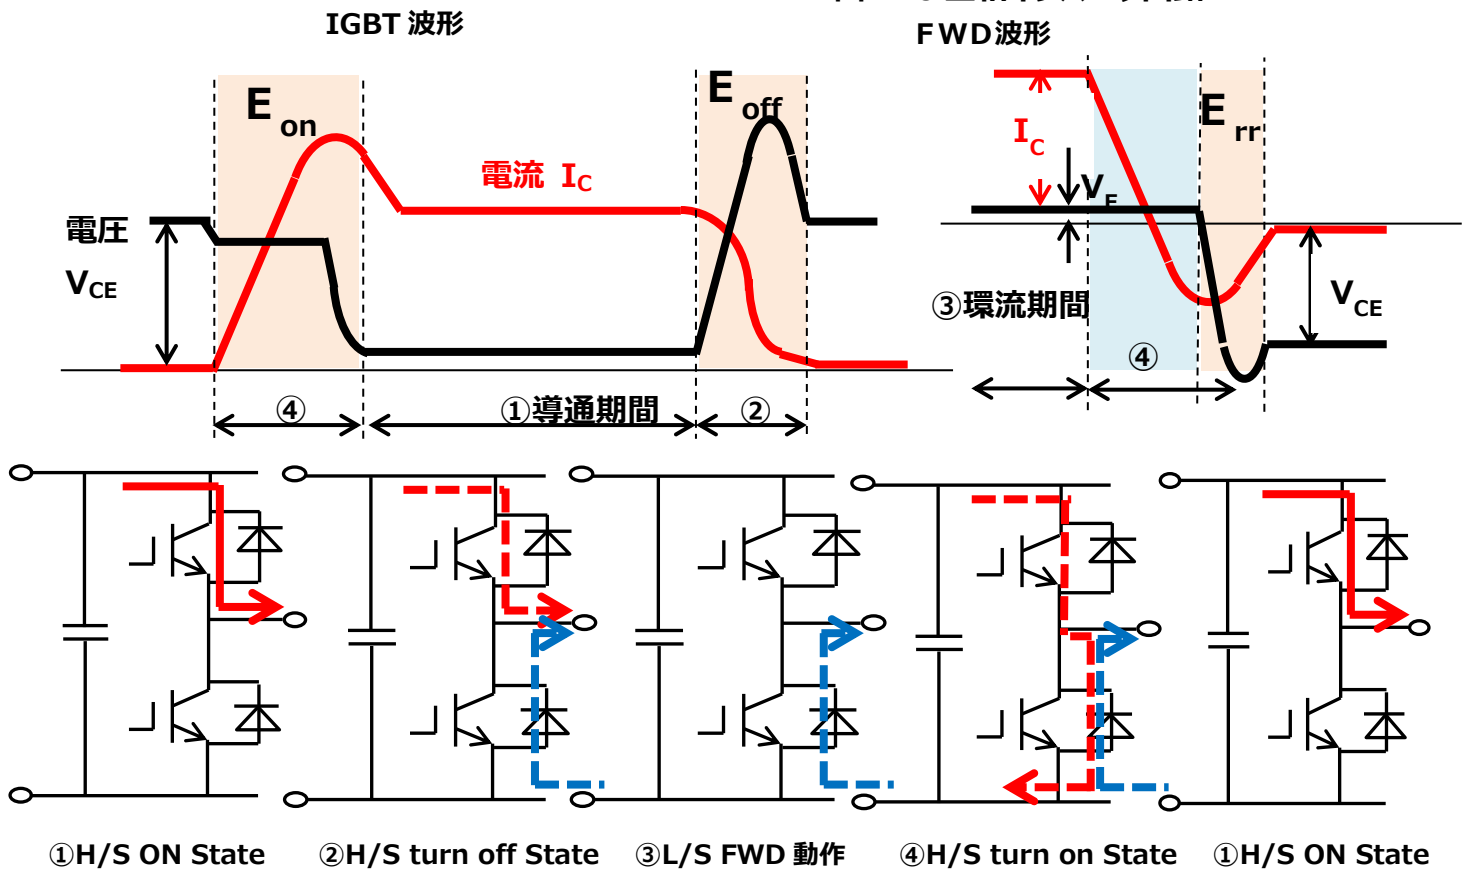 IGBT 波形
FWD波形
E on
E off
E rr
電流 IC
IC
VF
電圧
VCE
③環流期間
VCE
④
④
①導通期間
②
①H/S ON State
②H/S turn off State
③L/S FWD 動作
④H/S turn on State
①H/S ON State